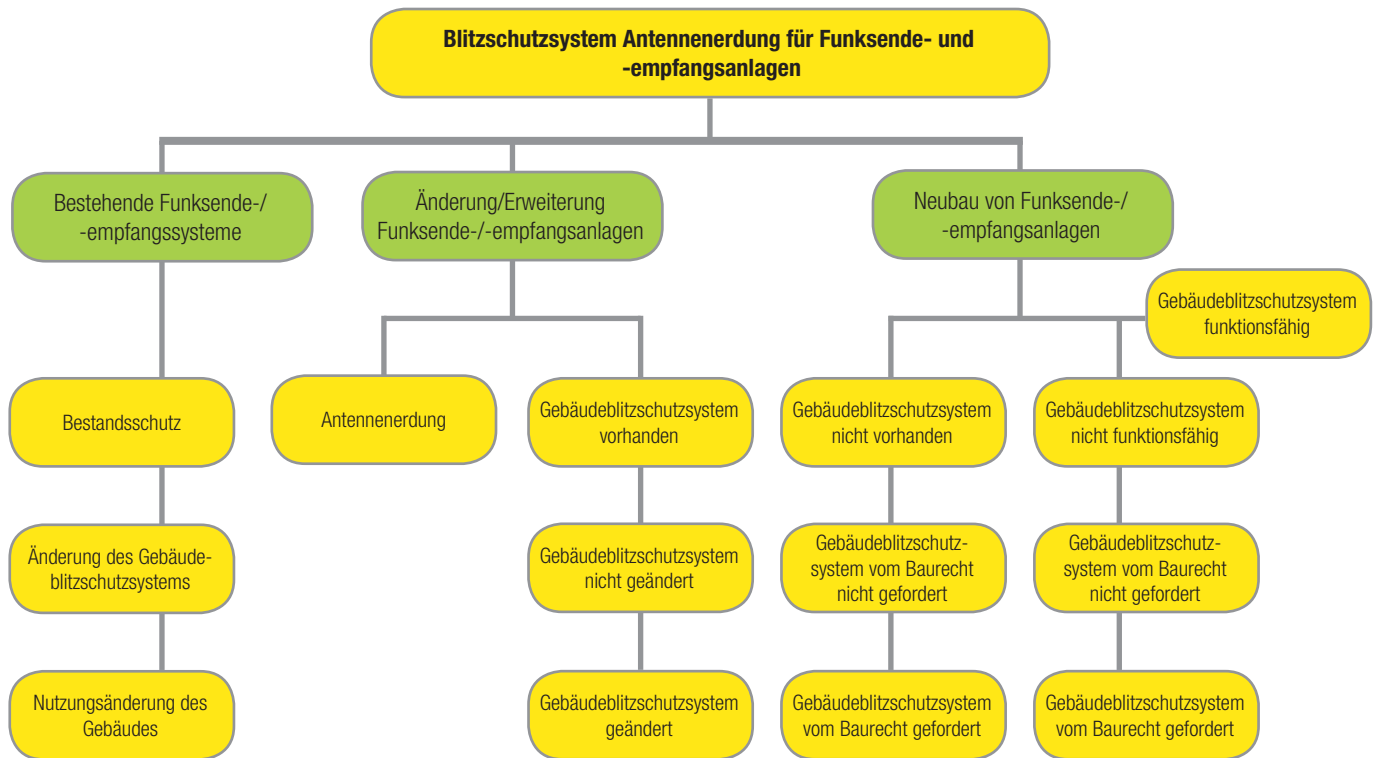 Blitzschutzsystem Antennenerdung für Funksende- und
-empfangsanlagen
Bestehende Funksende-/
-empfangssysteme
Änderung/Erweiterung
Funksende-/-empfangsanlagen
Neubau von Funksende-/
-empfangsanlagen
Gebäudeblitzschutzsystem
funktionsfähig
Bestandsschutz
Antennenerdung
Gebäudeblitzschutzsystem
vorhanden
Gebäudeblitzschutzsystem
nicht vorhanden
Gebäudeblitzschutzsystem
nicht funktionsfähig
Änderung des Gebäude-
blitzschutzsystems
Gebäudeblitzschutzsystem
nicht geändert
Gebäudeblitzschutz-
system vom Baurecht
nicht gefordert
Gebäudeblitzschutz-
system vom Baurecht
nicht gefordert
Nutzungsänderung des
Gebäudes
Gebäudeblitzschutzsystem
geändert
Gebäudeblitzschutzsystem
vom Baurecht gefordert
Gebäudeblitzschutzsystem
vom Baurecht gefordert